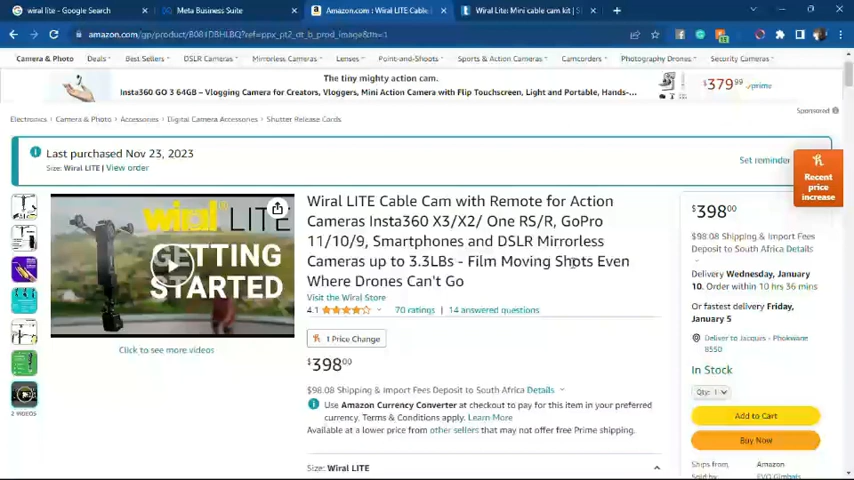 wiral lite - Google Search
Meta Business Suite
Amazon.com : Wiral LITE Cable
Wiral Lite: Mini cable cam kit | S
amazon.com/gp/product/B081DBHLBQ?ref=ppx_pt2_dt_b_prod_image&th=1
Camera & Photo Deals Best Sellers DSLR Cameras Mirrorless Cameras Lenses Point-and-Shoots Sports & Action Cameras Camcorders Photography Drones Security Cameras
The tiny mighty action cam.
Insta360 GO 3 64GB – Vlogging Camera for Creators, Vloggers, Mini Action Camera with Flip Touchscreen, Light and Portable, Hands-...
$379 99 prime
Sponsored
Electronics › Camera & Photo › Accessories › Digital Camera Accessories › Shutter Release Cords
Last purchased Nov 23, 2023
Size: Wiral LITE | View order
Set reminder
Recent
price
increase
wiral LITE
GETTING
STARTED
Click to see more videos
2 VIDEOS
Wiral LITE Cable Cam with Remote for Action
Cameras Insta360 X3/X2/ One RS/R, GoPro
11/10/9, Smartphones and DSLR Mirrorless
Cameras up to 3.3LBs - Film Moving Shots Even
Where Drones Can't Go
Visit the Wiral Store
4.1 70 ratings | 14 answered questions
1 Price Change
$398 00
$98.08 Shipping & Import Fees Deposit to South Africa Details
Use Amazon Currency Converter at checkout to pay for this item in your preferred
currency. Terms & Conditions apply. Learn More
Available at a lower price from other sellers that may not offer free Prime shipping.
Size: Wiral LITE
$398 00
$98.08 Shipping & Import Fees
Deposit to South Africa Details
Delivery Wednesday, January
10. Order within 10 hrs 36 mins
Or fastest delivery Friday,
January 5
Deliver to Jacques - Phokwane
8550
In Stock
Qty: 1
Add to Cart
Buy Now
Ships from Amazon
Sold EVO Gimbals